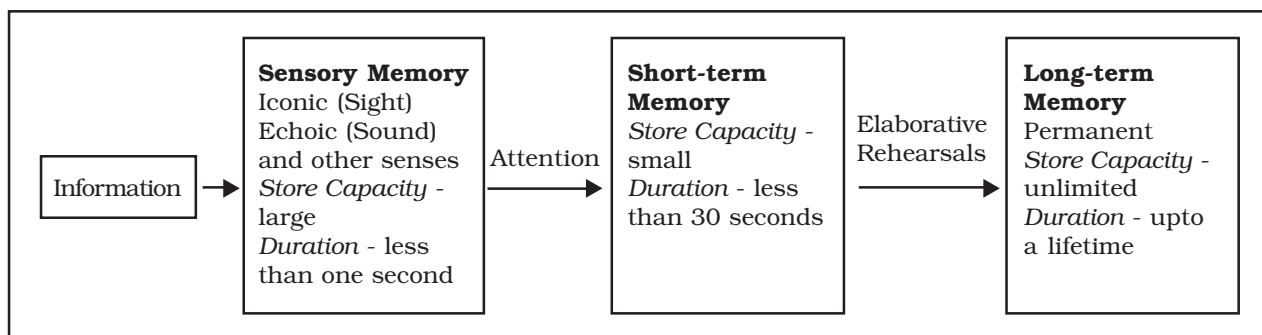 Information
Sensory Memory
Iconic (Sight)
Echoic (Sound)
and other senses
Store Capacity -
large
Duration - less
than one second
Attention
Short-term
Memory
Store Capacity -
small
Duration - less
than 30 seconds
Elaborative
Rehearsals
Long-term
Memory
Permanent
Store Capacity -
unlimited
Duration - upto
a lifetime